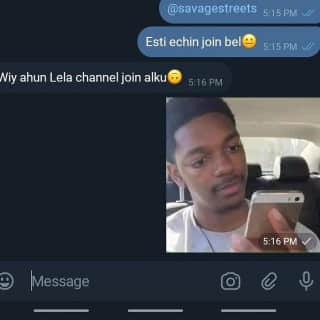 @savagestreets 5:15 PM
Esti echin join bel😐 5:15 PM
Wiy ahun Lela channel join alku🙃 5:16 PM
5:16 PM
Message